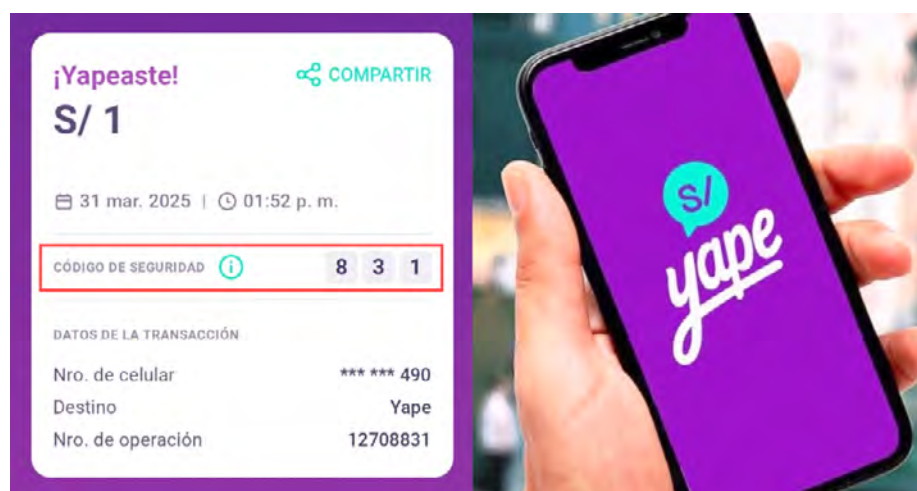 ¡Yapeaste!
COMPARTIR
S/ 1
31 mar. 2025 | 01:52 p. m.
CÓDIGO DE SEGURIDAD i 8 3 1
DATOS DE LA TRANSACCIÓN
Nro. de celular *** *** 490
Destino Yape
Nro. de operación 12708831
S/
yape